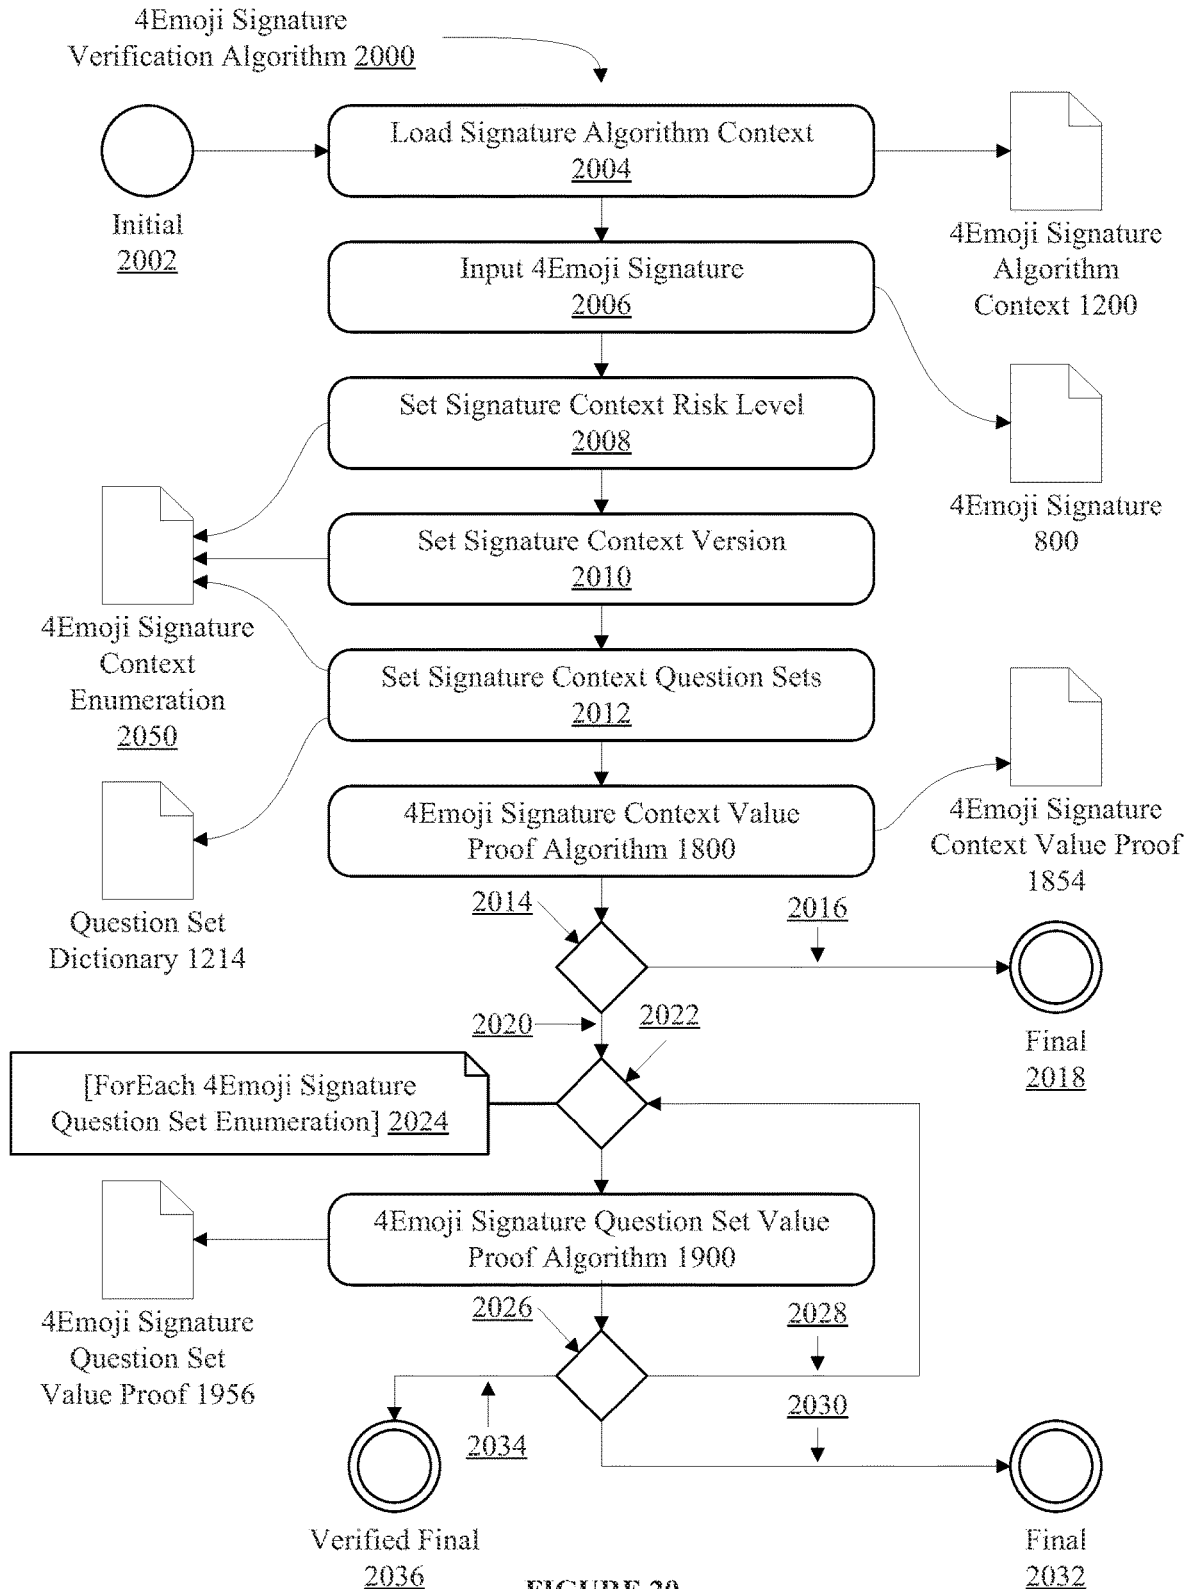 4Emoji Signature
Verification Algorithm 2000
Load Signature Algorithm Context
2004
Initial
2002
4Emoji Signature
Algorithm
Context 1200
Input 4Emoji Signature
2006
Set Signature Context Risk Level
2008
4Emoji Signature
800
Set Signature Context Version
2010
4Emoji Signature
Context
Enumeration
2050
Set Signature Context Question Sets
2012
4Emoji Signature Context Value
Proof Algorithm 1800
4Emoji Signature
Context Value Proof
1854
Question Set
Dictionary 1214
2014
2016
2020
2022
Final
2018
[ForEach 4Emoji Signature
Question Set Enumeration] 2024
4Emoji Signature Question Set Value
Proof Algorithm 1900
4Emoji Signature
Question Set
Value Proof 1956
2026
2028
2030
2034
Verified Final
2036
Final
2032
FIGURE 20